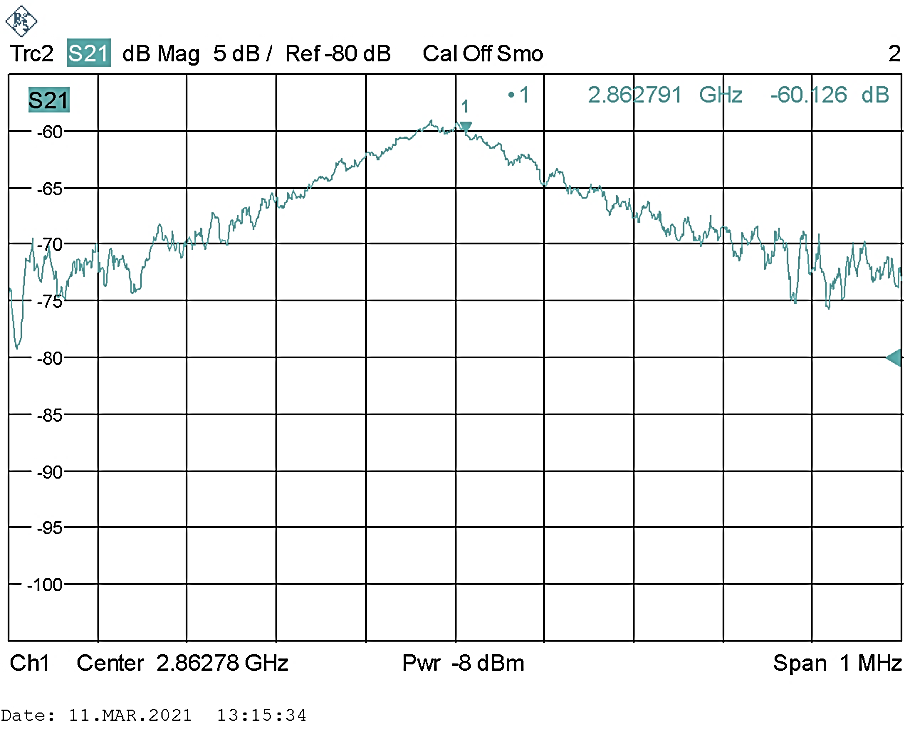 Trc2 S21 dB Mag 5 dB / Ref -80 dB Cal Off Smo 2
S21 •1 2.862791 GHz -60.126 dB
1
-60
-65
-70
-75
-80
-85
-90
-95
-100
Ch1 Center 2.86278 GHz Pwr -8 dBm Span 1 MHz
Date: 11.MAR.2021 13:15:34